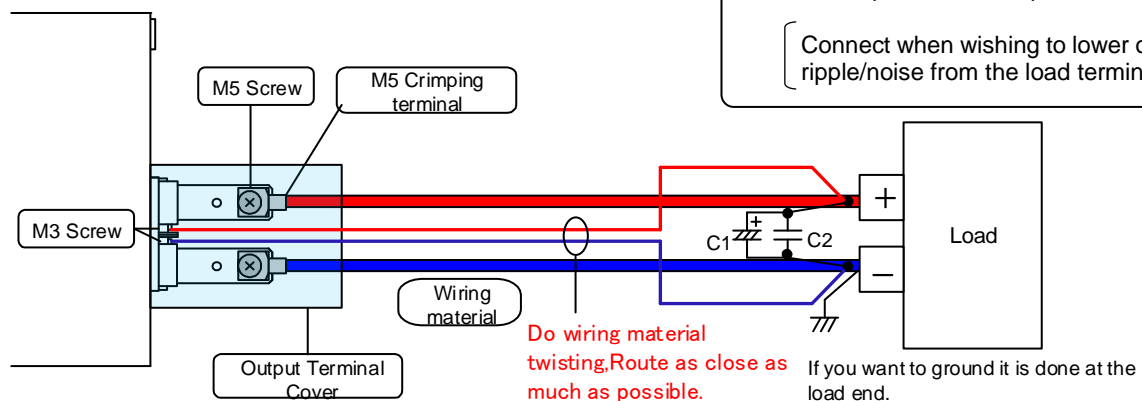 Connect when wishing to lower
ripple/noise from the load
M5 Screw
M5 Crimping
terminal
M3 Screw
+
C1
C2
+
−
Load
Wiring
material
Output Terminal
Cover
Do wiring material
twisting,Route as close as
much as possible.
If you want to ground it is done at the
load end.